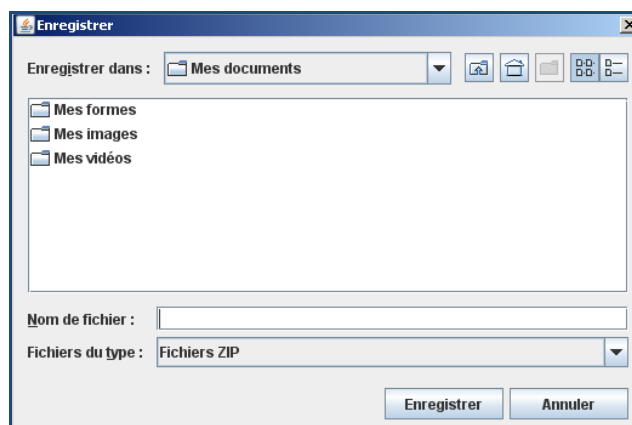 Enregistrer
Enregistrer dans : Mes documents
Mes formes
Mes images
Mes vidéos
Nom de fichier :
Fichiers du type : Fichiers ZIP
Enregistrer Annuler